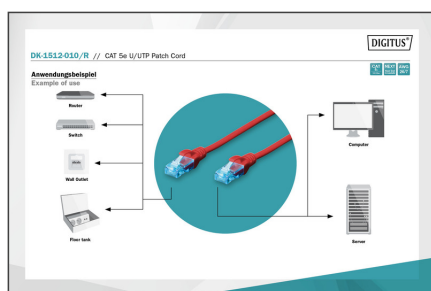 DIGITUS®
DK-1512-010/R // CAT 5e U/UTP Patch Cord
Anwendungsbeispiel
Example of use
Router
Switch
Wall Outlet
Floor tank
Computer
Server